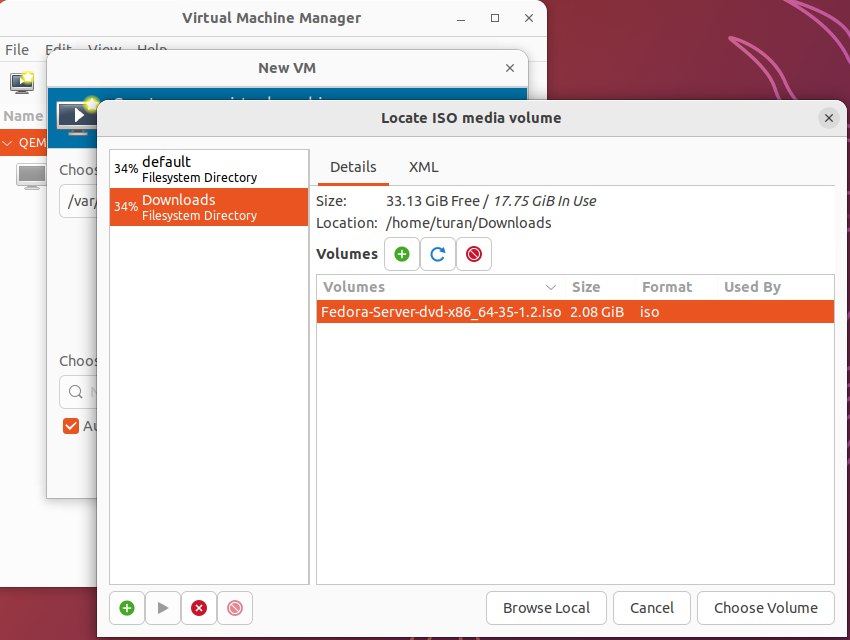 Virtual Machine Manager
File Edit View Help
New VM
Name
QEM
Locate ISO media volume
Choos
/var/
Choos
Au
34% default
Filesystem Directory
34% Downloads
Filesystem Directory
Details XML
Size: 33.13 GiB Free / 17.75 GiB In Use
Location: /home/turan/Downloads
Volumes
Volumes Size Format Used By
Fedora-Server-dvd-x86_64-35-1.2.iso 2.08 GiB iso
Browse Local Cancel Choose Volume